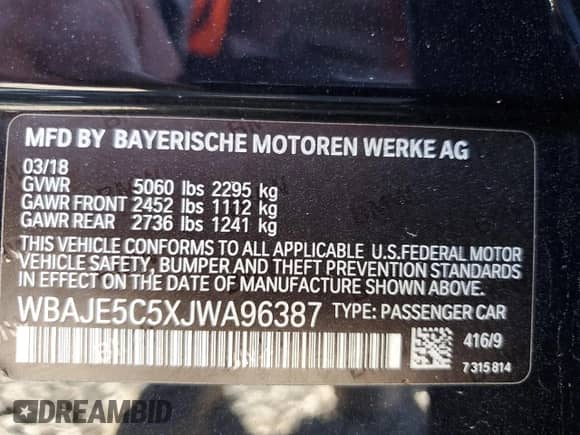 MFD BY BAYERISCHE MOTOREN WERKE AG
03/18
GVWR 5060 lbs 2295 kg
GAWR FRONT 2452 lbs 1112 kg
GAWR REAR 2736 lbs 1241 kg
THIS VEHICLE CONFORMS TO ALL APPLICABLE U.S.FEDERAL MOTOR
VEHICLE SAFETY, BUMPER AND THEFT PREVENTION STANDARDS
IN EFFECT ON THE DATE OF MANUFACTURE SHOWN ABOVE
WBAJE5C5XJWA96387 TYPE: PASSENGER CAR
416/9
7 315 814
DREAMBID